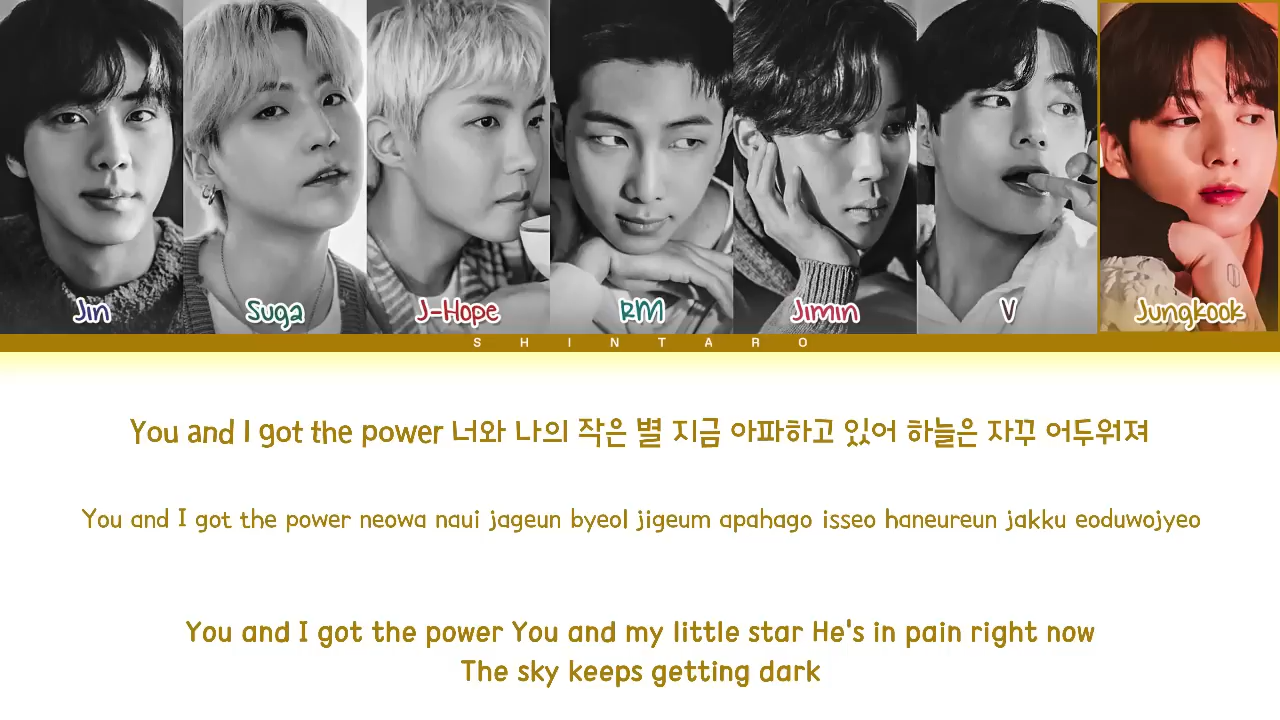 Jin
Suga
J-Hope
RM
Jimin
V
Jungkook
SHINTARO
You and I got the power 너와 나의 작은 별 지금 아파하고 있어 하늘은 자꾸 어두워져
You and I got the power neowa naui jageun byeol jigeum apahago isseo haneureun jakku eoduwojyeo
You and I got the power You and my little star He's in pain right now
The sky keeps getting dark